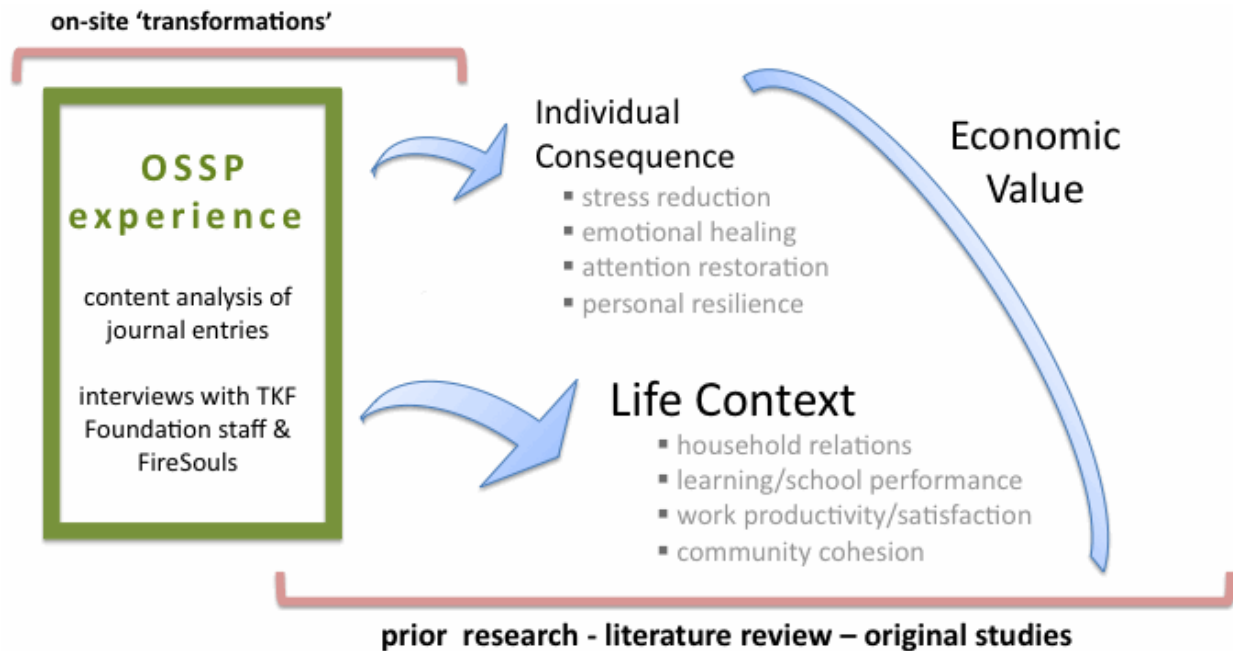 on-site ‘transformations’
OSSP
experience
content analysis of
journal entries
interviews with TKF
Foundation staff &
FireSouls
Individual
Consequence
▪ stress reduction
▪ emotional healing
▪ attention restoration
▪ personal resilience
Life Context
▪ household relations
▪ learning/school performance
▪ work productivity/satisfaction
▪ community cohesion
Economic
Value
prior research - literature review – original studies